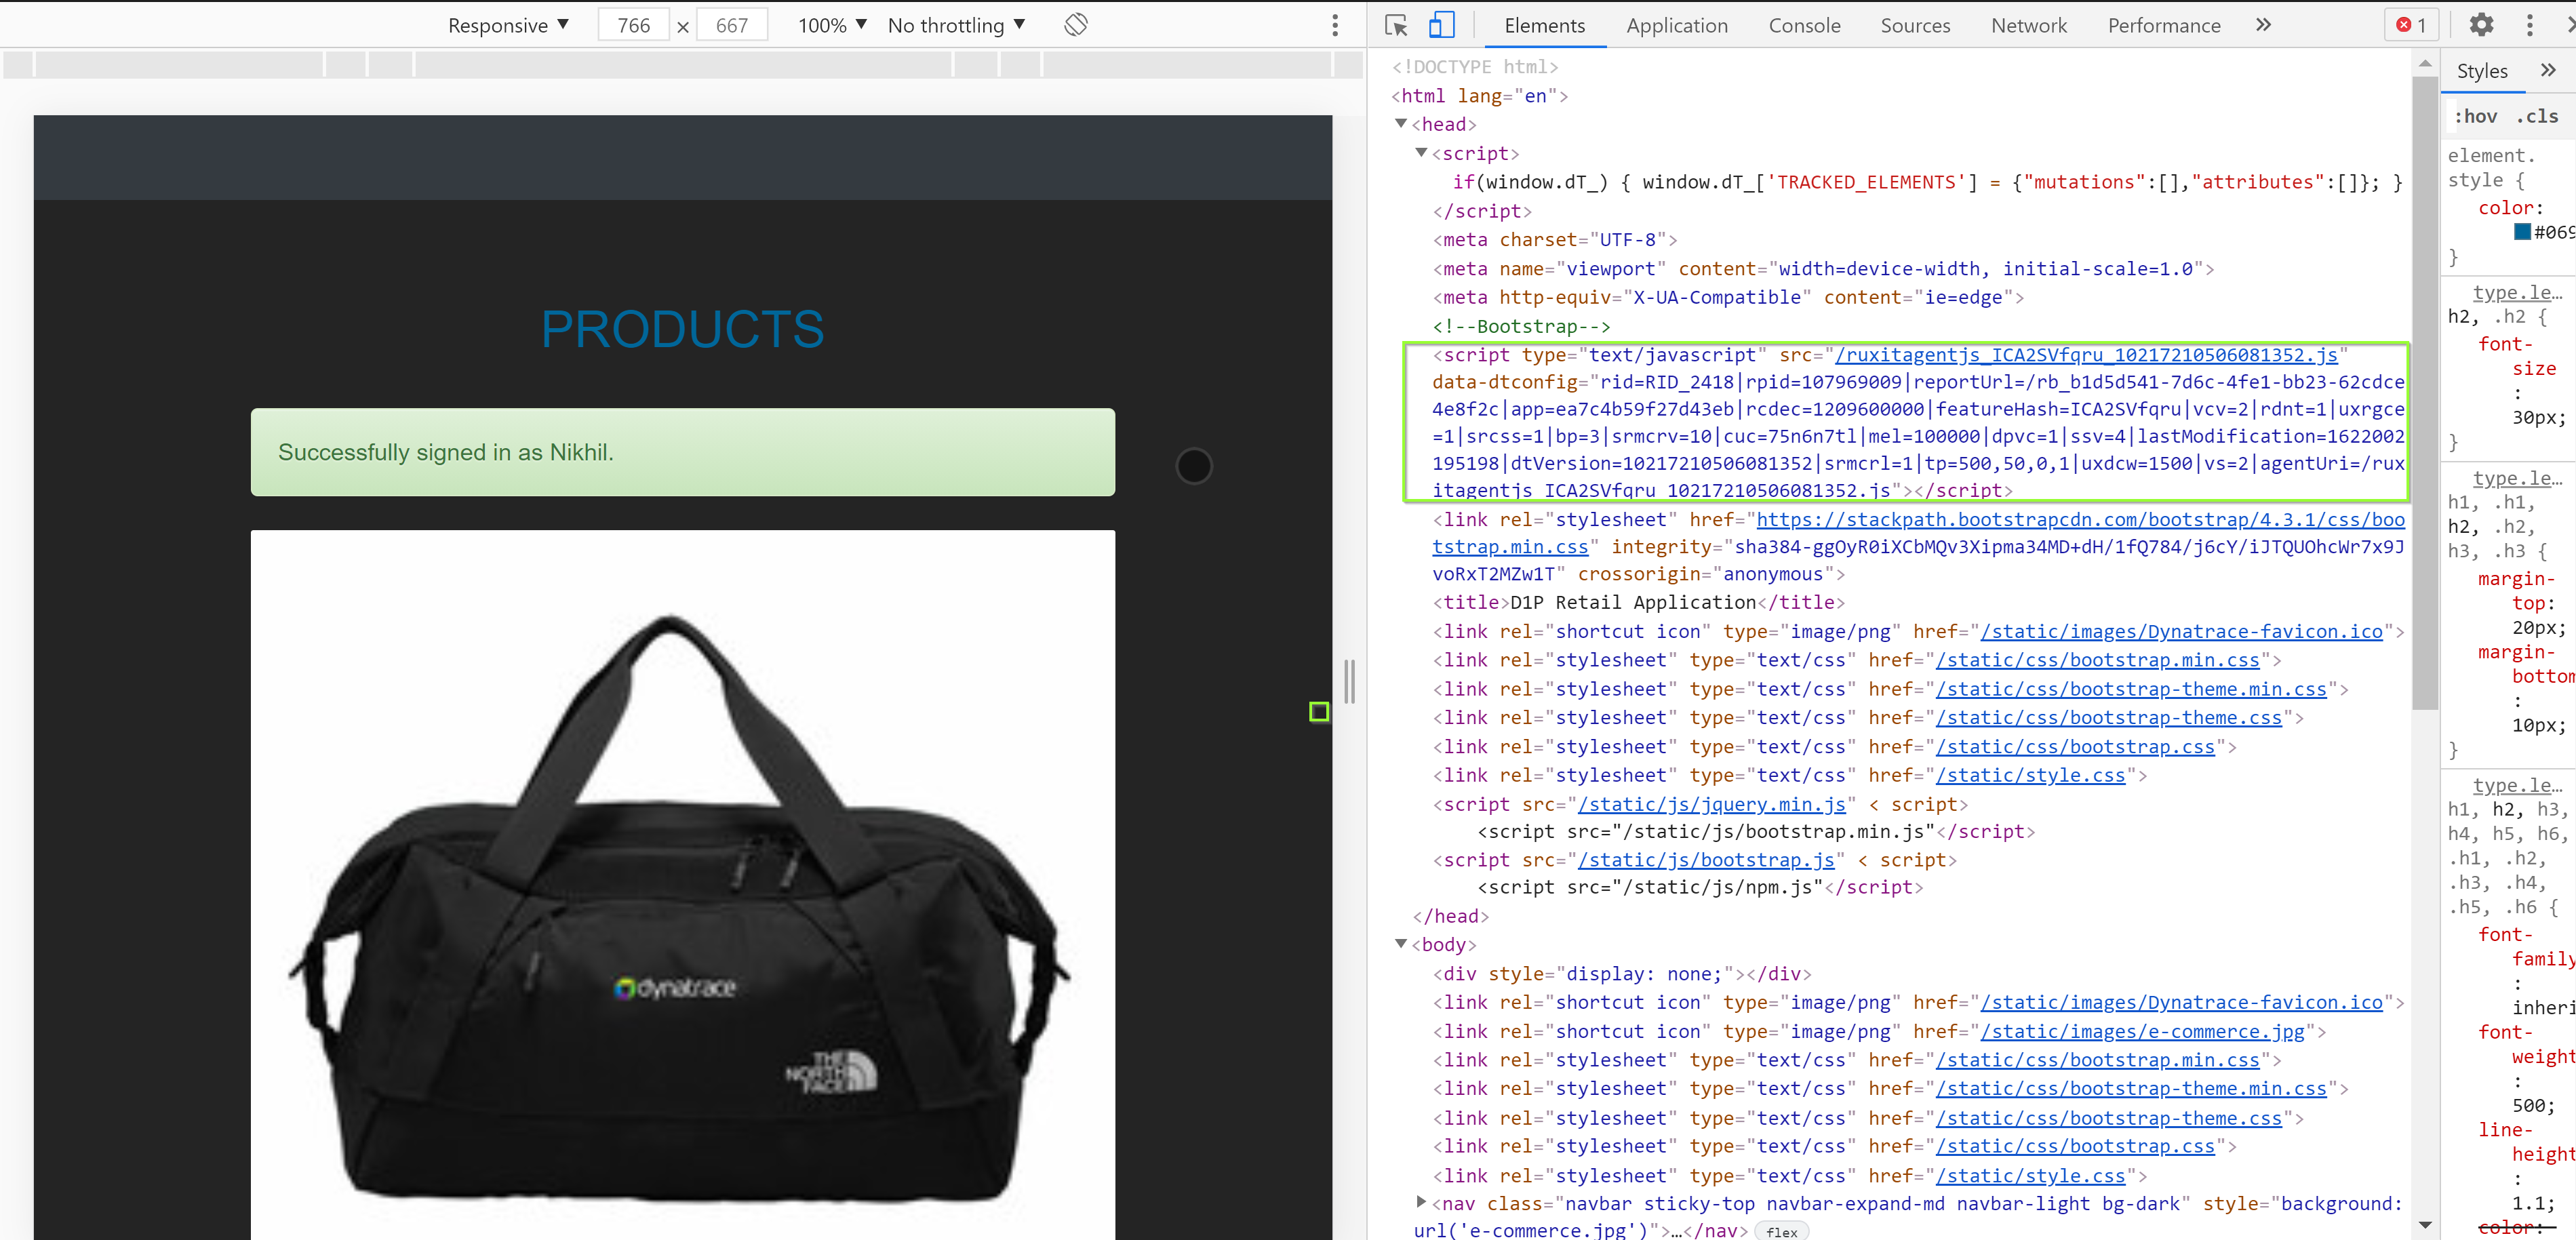 Responsive ▼ 766 × 667 100% ▼ No throttling ▼
PRODUCTS
Successfully signed in as Nikhil.
dynatrace
THE
NORTH
FACE
Elements Application Console Sources Network Performance » 1
<!DOCTYPE html>
<html lang="en">
▼<head>
▼<script>
if(window.dT_) { window.dT_['TRACKED_ELEMENTS'] = {"mutations":[],"attributes":[]}; }
</script>
<meta charset="UTF-8">
<meta name="viewport" content="width=device-width, initial-scale=1.0">
<meta http-equiv="X-UA-Compatible" content="ie=edge">
<!--Bootstrap-->
<script type="text/javascript" src="/ruxitagentjs_ICA2SVfqru_10217210506081352.js"
data-dtconfig="rid=RID_2418|rpid=107969009|reportUrl=/rb_b1d5d541-7d6c-4fe1-bb23-62cdce
4e8f2c|app=ea7c4b59f27d43eb|rcdec=1209600000|featureHash=ICA2SVfqru|vcv=2|rdnt=1|uxrgce
=1|srcss=1|bp=3|srmcrv=10|cuc=75n6n7tl|mel=100000|dpvc=1|ssv=4|lastModification=1622002
195198|dtVersion=10217210506081352|srmcrl=1|tp=500,50,0,1|uxdcw=1500|vs=2|agentUri=/rux
itagentjs_ICA2SVfqru_10217210506081352.js"></script>
<link rel="stylesheet" href="https://stackpath.bootstrapcdn.com/bootstrap/4.3.1/css/boo
tstrap.min.css" integrity="sha384-ggOyR0iXCbMQv3Xipma34MD+dH/1fQ784/j6cY/iJTQUOhcWr7x9J
voRxT2MZw1T" crossorigin="anonymous">
<title>D1P Retail Application</title>
<link rel="shortcut icon" type="image/png" href="/static/images/Dynatrace-favicon.ico">
<link rel="stylesheet" type="text/css" href="/static/css/bootstrap.min.css">
<link rel="stylesheet" type="text/css" href="/static/css/bootstrap-theme.min.css">
<link rel="stylesheet" type="text/css" href="/static/css/bootstrap-theme.css">
<link rel="stylesheet" type="text/css" href="/static/css/bootstrap.css">
<link rel="stylesheet" type="text/css" href="/static/style.css">
<script src="/static/js/jquery.min.js" < script>
<script src="/static/js/bootstrap.min.js"</script>
<script src="/static/js/bootstrap.js" < script>
<script src="/static/js/npm.js"</script>
</head>
▼<body>
<div style="display: none;"></div>
<link rel="shortcut icon" type="image/png" href="/static/images/Dynatrace-favicon.ico">
<link rel="shortcut icon" type="image/png" href="/static/images/e-commerce.jpg">
<link rel="stylesheet" type="text/css" href="/static/css/bootstrap.min.css">
<link rel="stylesheet" type="text/css" href="/static/css/bootstrap-theme.min.css">
<link rel="stylesheet" type="text/css" href="/static/css/bootstrap-theme.css">
<link rel="stylesheet" type="text/css" href="/static/css/bootstrap.css">
<link rel="stylesheet" type="text/css" href="/static/style.css">
▶<nav class="navbar sticky-top navbar-expand-md navbar-light bg-dark" style="background:
url('e-commerce.jpg')">…</nav> flex
Styles »
:hov .cls
element.
style {
color:
#069
}
type.le…
h2, .h2 {
font-
size
:
30px;
}
type.le…
h1, .h1,
h2, .h2,
h3, .h3 {
margin-
top:
20px;
margin-
bottom
:
10px;
}
type.le…
h1, h2, h3,
h4, h5, h6,
.h1, .h2,
.h3, .h4,
.h5, .h6 {
font-
family
:
inheri
font-
weight
:
500;
line-
height
:
1.1;
color: